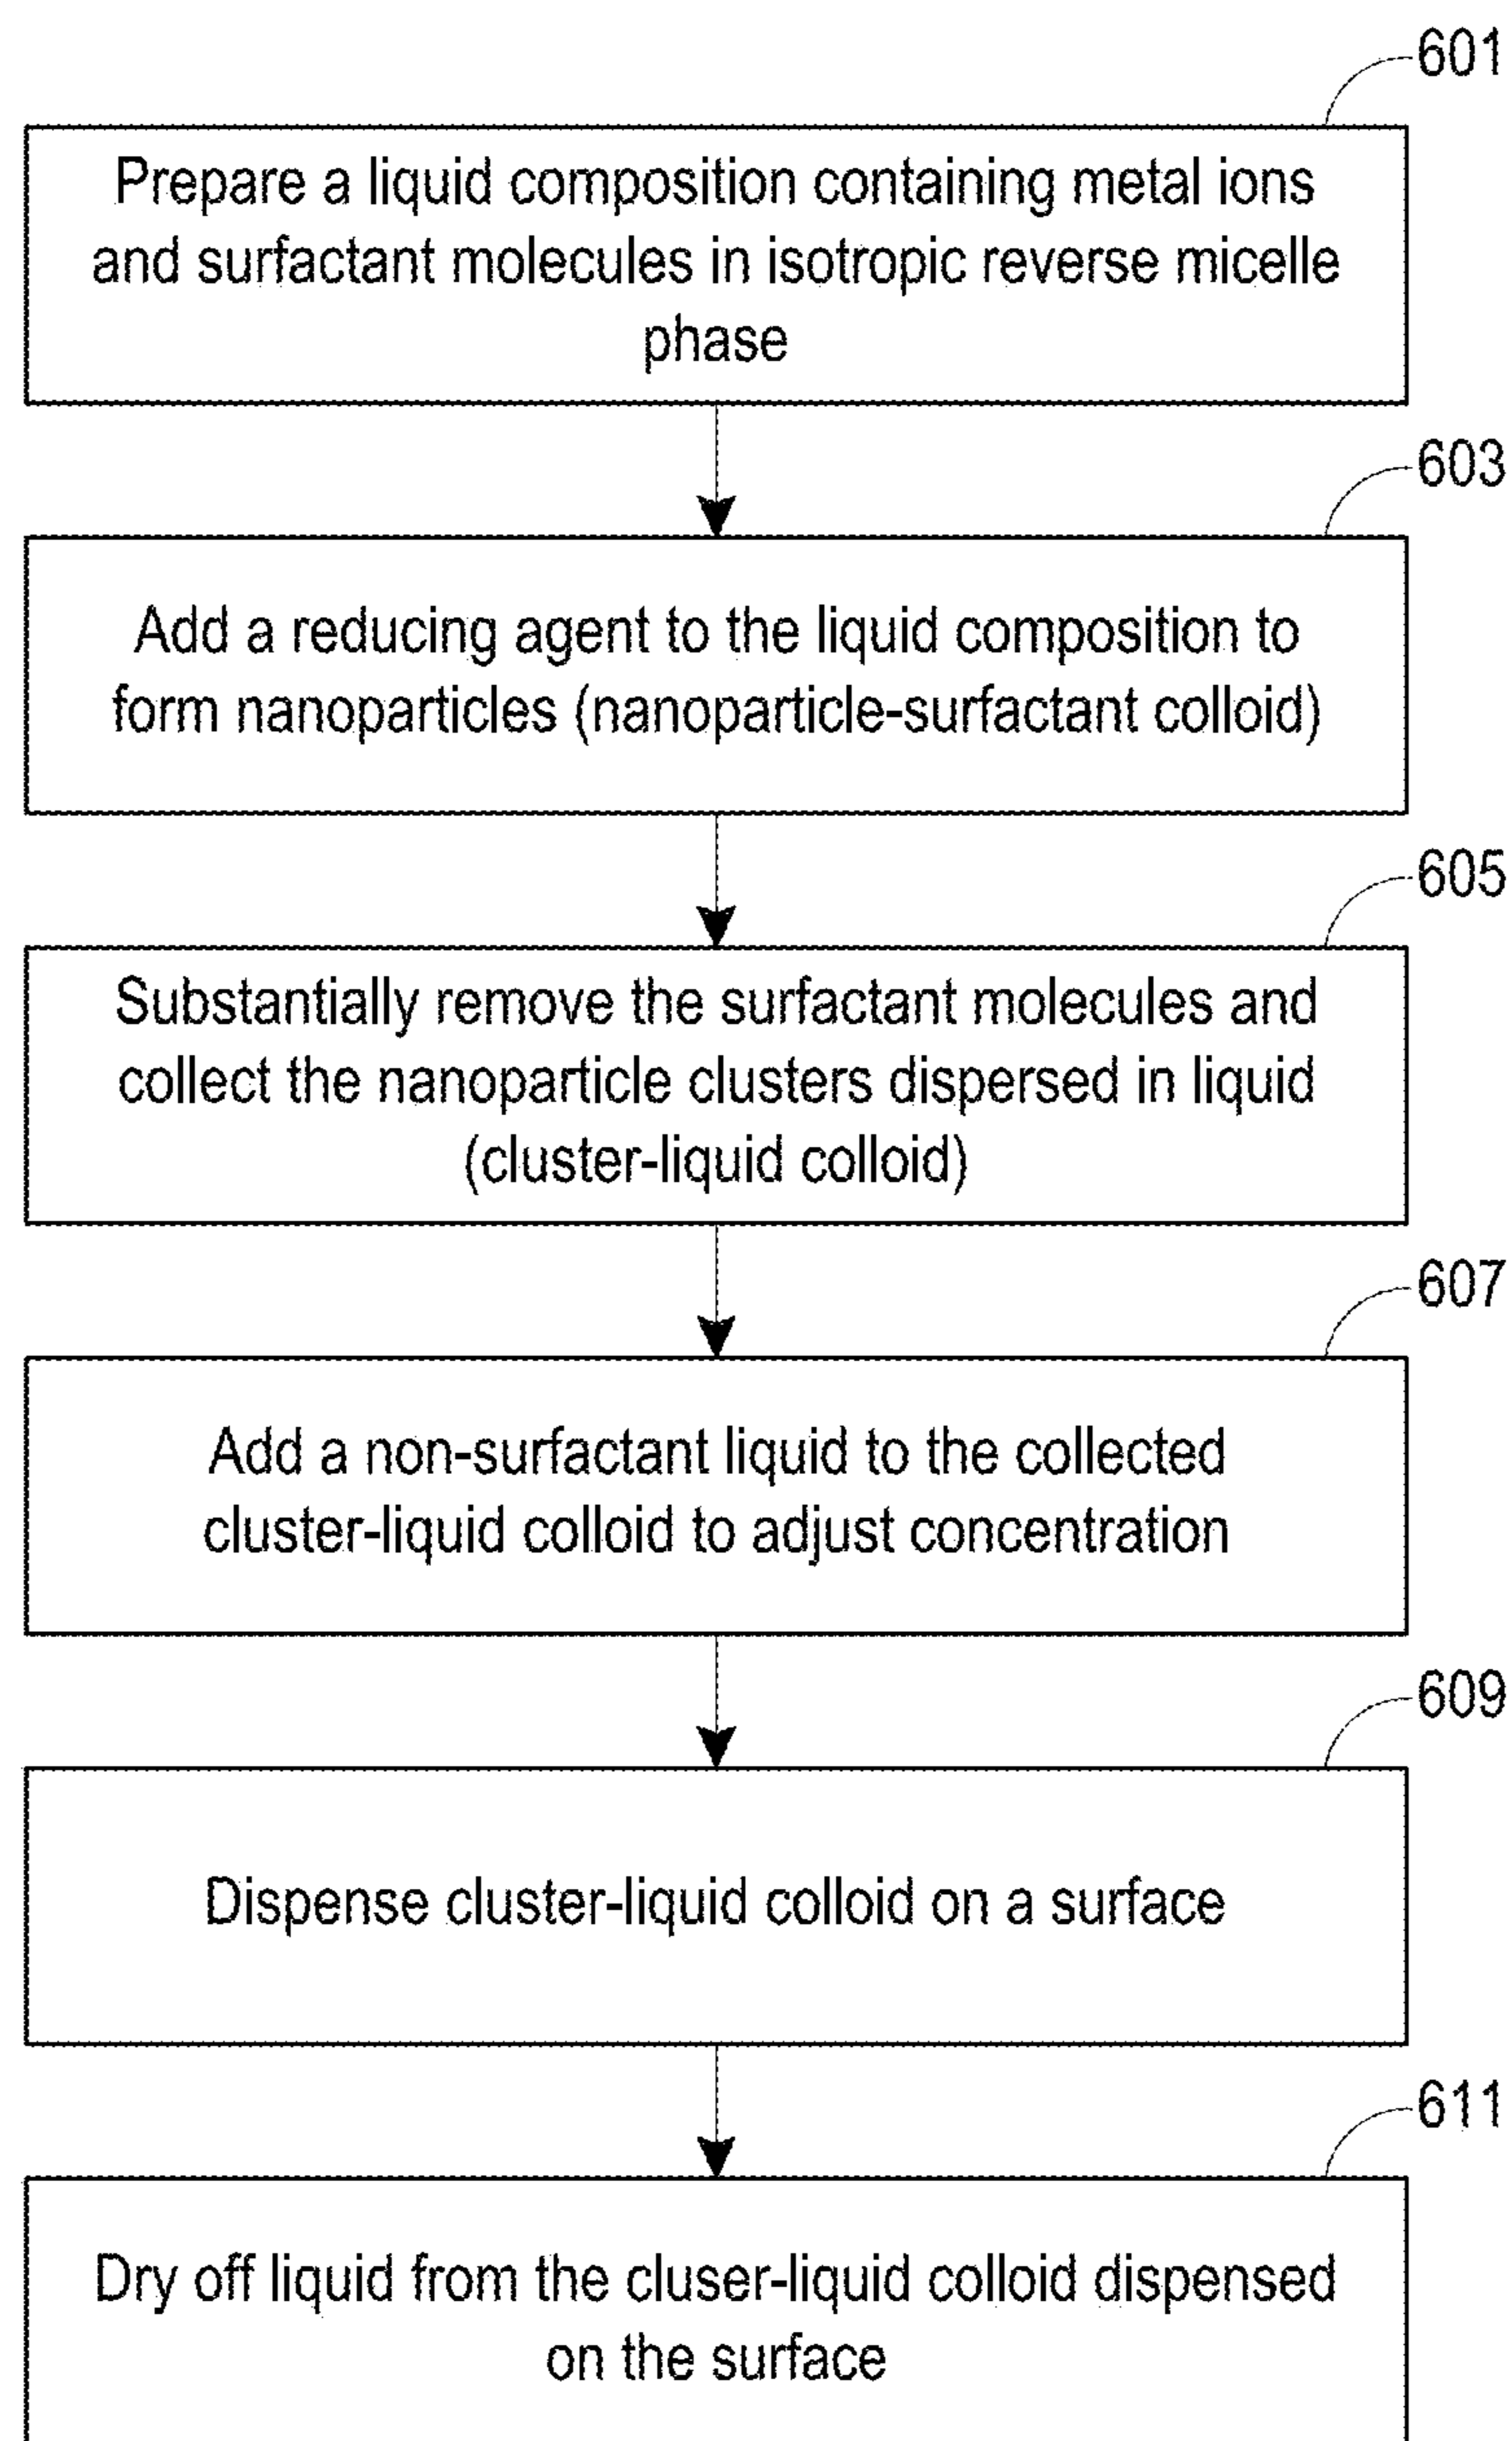 601
Prepare a liquid composition containing metal ions
and surfactant molecules in isotropic reverse micelle
phase
603
Add a reducing agent to the liquid composition to
form nanoparticles (nanoparticle-surfactant colloid)
605
Substantially remove the surfactant molecules and
collect the nanoparticle clusters dispersed in liquid
(cluster-liquid colloid)
607
Add a non-surfactant liquid to the collected
cluster-liquid colloid to adjust concentration
609
Dispense cluster-liquid colloid on a surface
611
Dry off liquid from the cluser-liquid colloid dispensed
on the surface